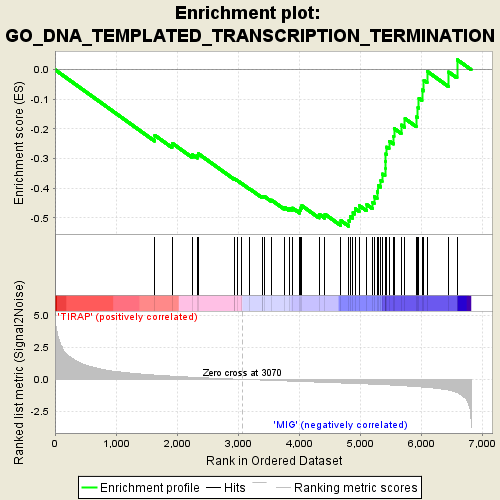 Enrichment plot:
GO_DNA_TEMPLATED_TRANSCRIPTION_TERMINATION
Enrichment score (ES)
0.0
-0.1
-0.2
-0.3
-0.4
-0.5
Ranked list metric (Signal2Noise)
5.0
2.5
0.0
-2.5
'TIRAP' (positively correlated)
Zero cross at 3070
'MIG' (negatively correlated)
0 1,000 2,000 3,000 4,000 5,000 6,000 7,000
Rank in Ordered Dataset
Enrichment profile Hits Ranking metric scores